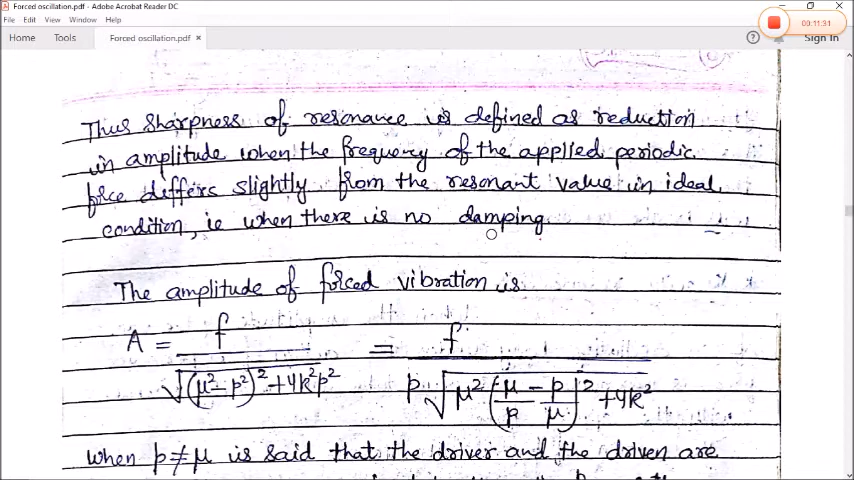 Forced oscillation.pdf - Adobe Acrobat Reader DC
File Edit View Window Help
Home Tools Forced oscillation.pdf × Sign In
00:11:31
Thus sharpness of resonance is defined as reduction
in amplitude when the frequency of the applied periodic
force differs slightly from the resonant value in ideal
condition, ie when there is no damping.
The amplitude of forced vibration is
A = f / √((μ² - p²)² + 4k²p²) = f / p √(μ² (μ/p - p/μ)² + 4k²)
when p ≠ μ is said that the driver and the driven are